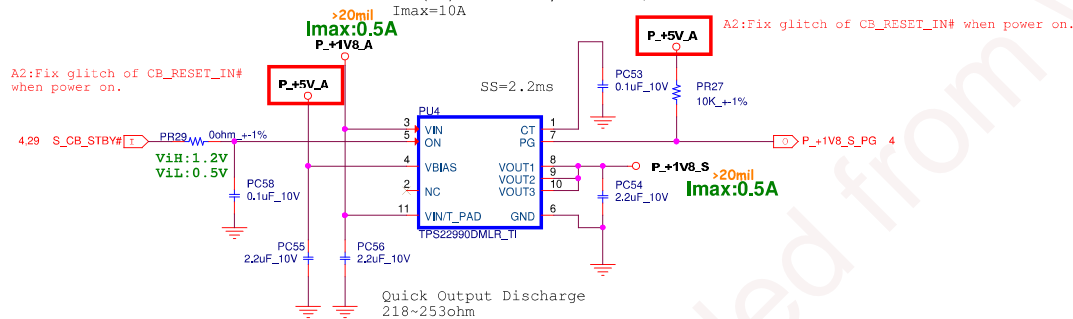 Imax=10A
>20mil
Imax:0.5A
P_+1V8_A
A2:Fix glitch of CB_RESET_IN#
when power on.
P_+5V_A
P_+5V_A
A2:Fix glitch of CB_RESET_IN# when power on.
SS=2.2ms
PC53
0.1uF_10V
PR27
10K_+-1%
PU4
4.29 S_CB_STBY# I
PR29 0ohm_+-1%
ViH:1.2V
ViL:0.5V
PC58
0.1uF_10V
3 VIN
5 ON
4 VBIAS
2 NC
11 VIN/T_PAD
CT 1
PG 7
VOUT1 8
VOUT2 9
VOUT3 10
GND 6
TPS22990DMLR_TI
O P_+1V8_S_PG 4
P_+1V8_S
>20mil
Imax:0.5A
PC54
2.2uF_10V
PC55
2.2uF_10V
PC56
2.2uF_10V
Quick Output Discharge
218~253ohm